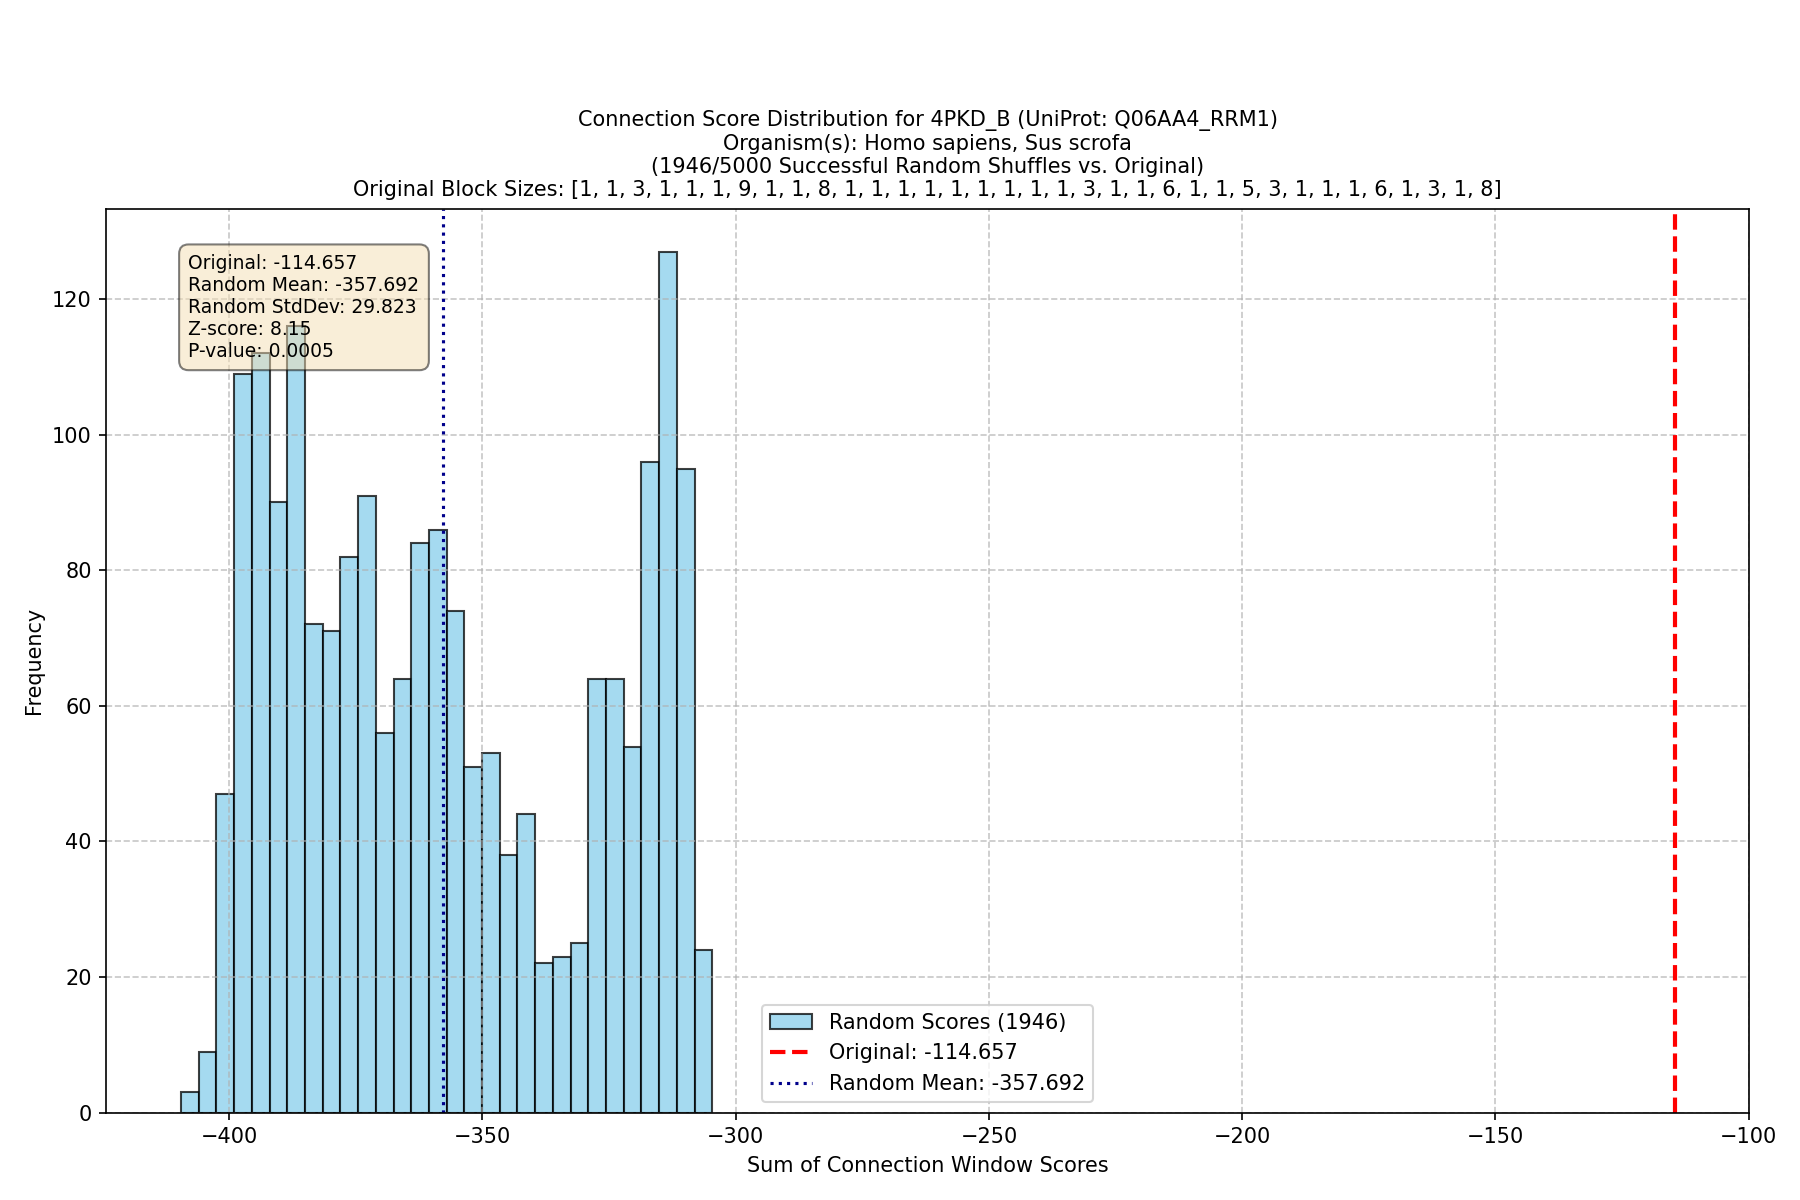 Connection Score Distribution for 4PKD_B (UniProt: Q06AA4_RRM1)
Organism(s): Homo sapiens, Sus scrofa
(1946/5000 Successful Random Shuffles vs. Original)
Original Block Sizes: [1, 1, 3, 1, 1, 1, 9, 1, 1, 8, 1, 1, 1, 1, 1, 1, 1, 1, 1, 3, 1, 1, 6, 1, 1, 5, 3, 1, 1, 1, 6, 1, 3, 1, 8]
Original: -114.657
Random Mean: -357.692
Random StdDev: 29.823
Z-score: 8.15
P-value: 0.0005
120
100
80
60
40
20
0
Frequency
Random Scores (1946)
Original: -114.657
Random Mean: -357.692
−400 −350 −300 −250 −200 −150 −100
Sum of Connection Window Scores